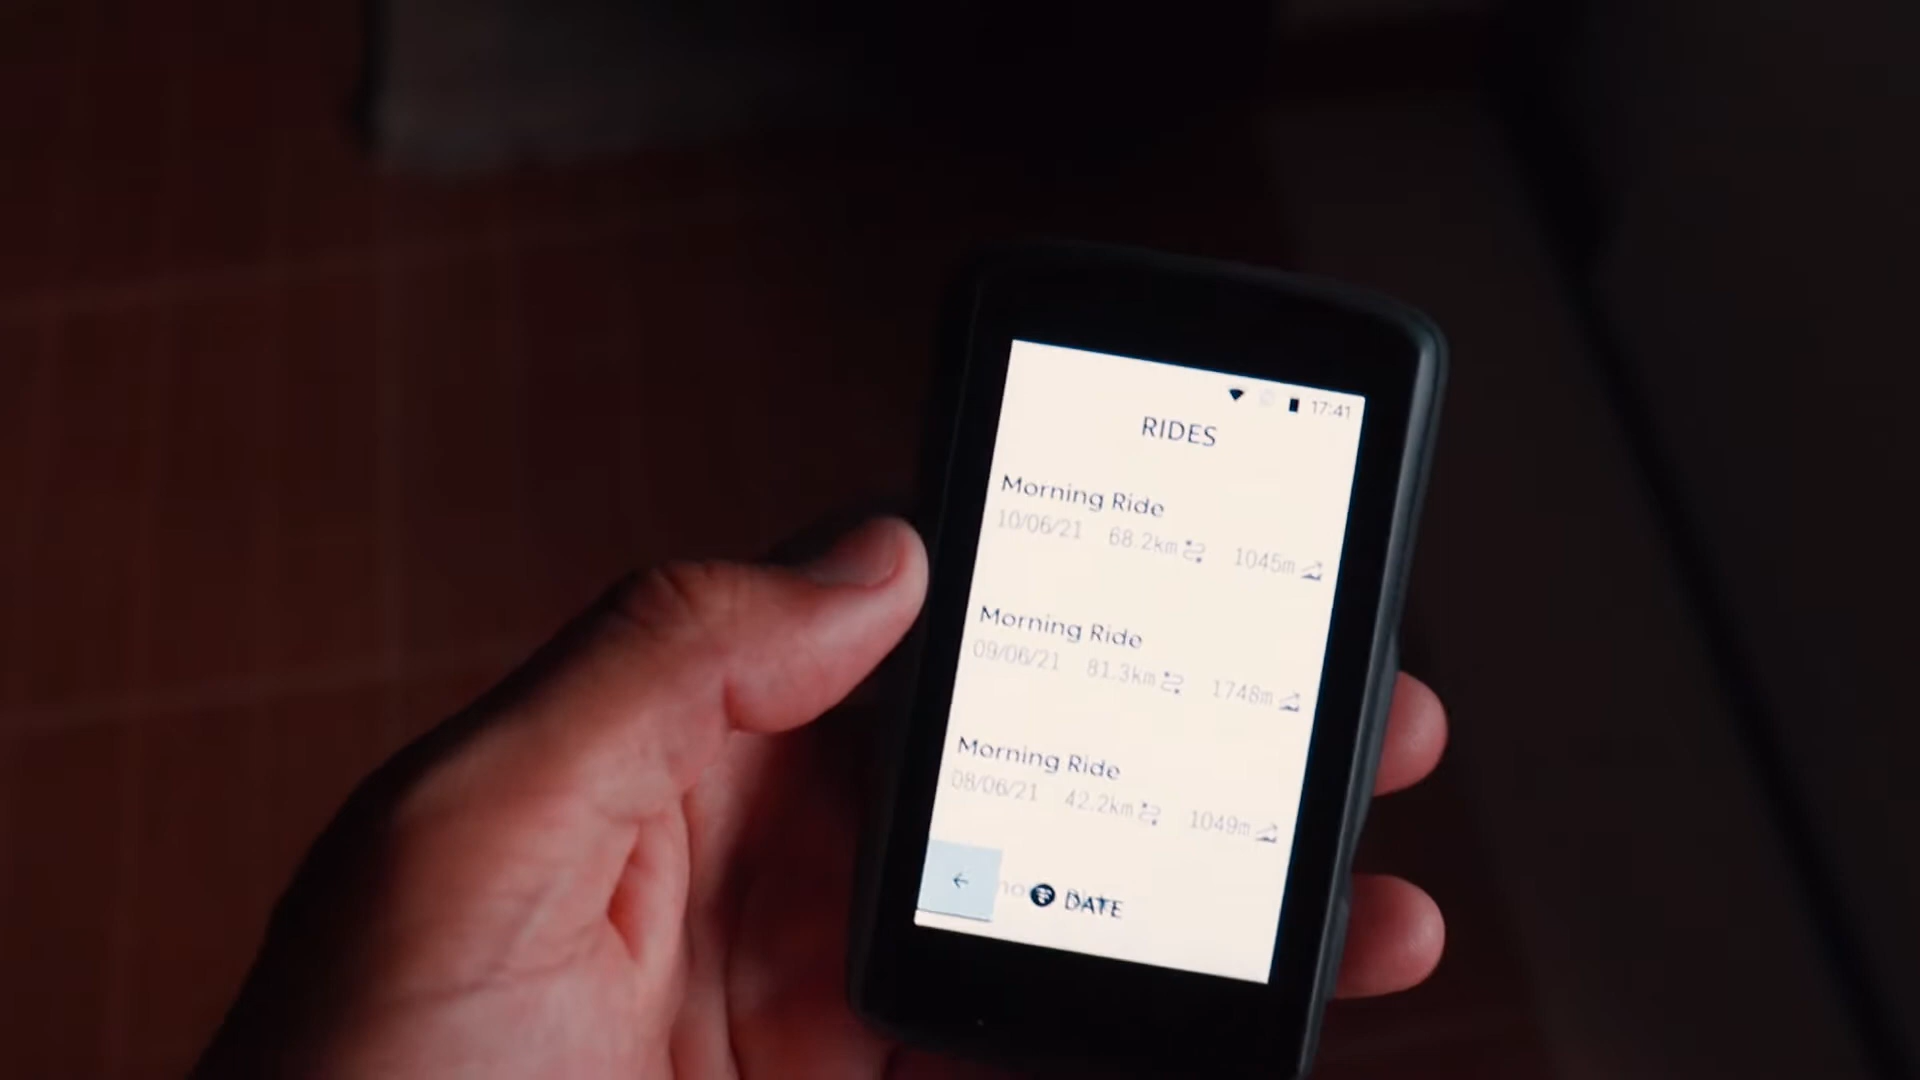 17:41
RIDES
Morning Ride
10/06/21 68.2km 1045m
Morning Ride
09/06/21 81.3km 1748m
Morning Ride
08/06/21 42.2km 1049m
DATE